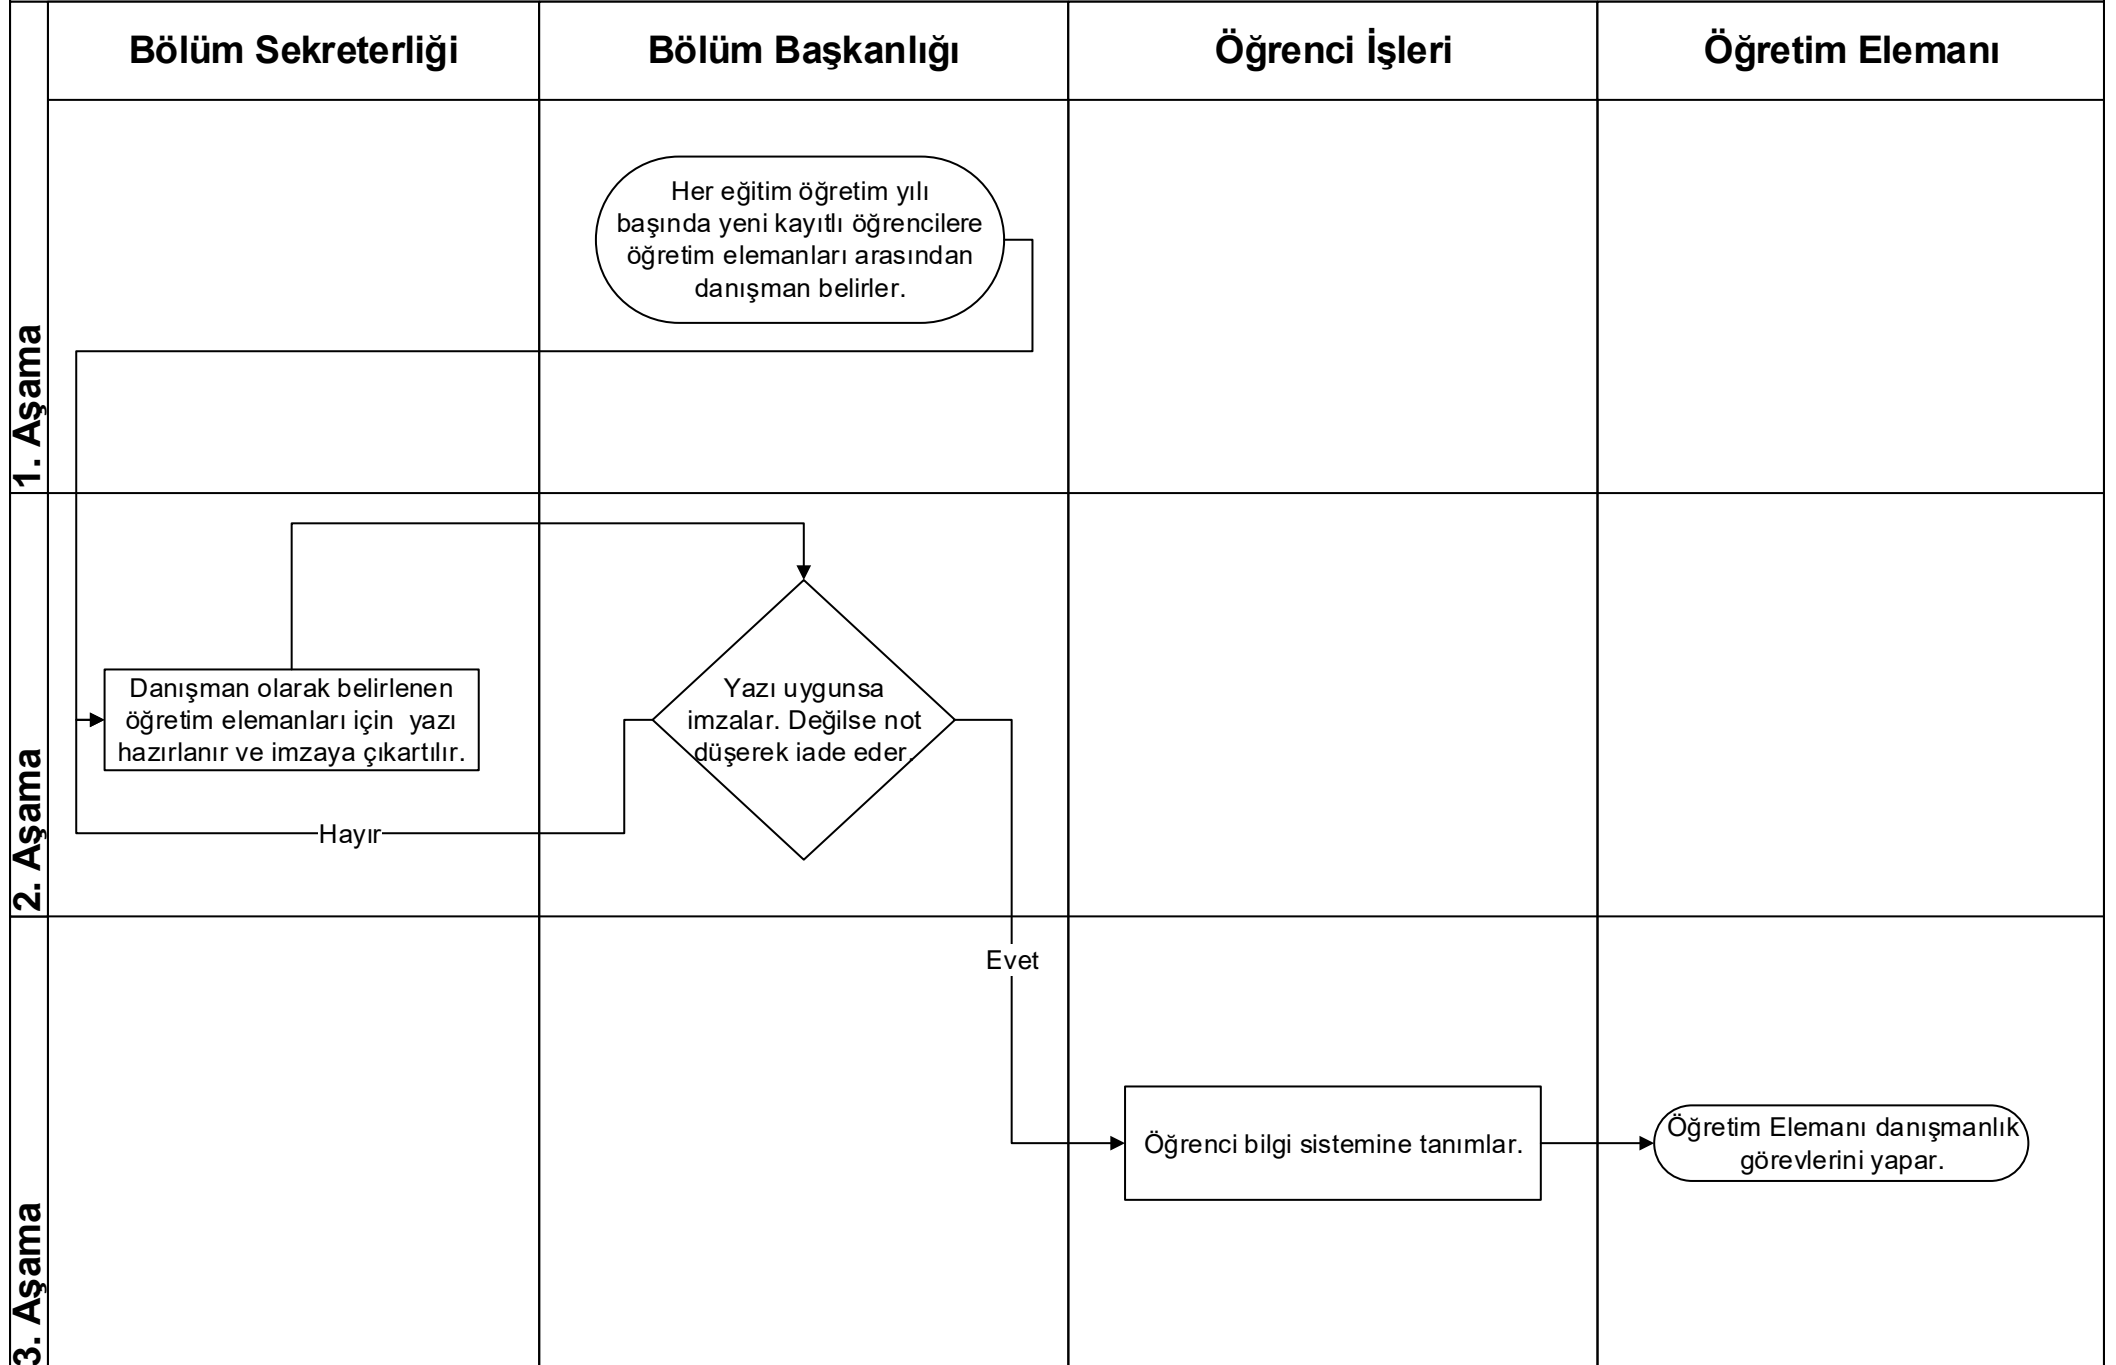 Bölüm Sekreterliği
Bölüm Başkanlığı
Öğrenci İşleri
Öğretim Elemanı
1. Aşama
Her eğitim öğretim yılı
başında yeni kayıtlı öğrencilere
öğretim elemanları arasından
danışman belirler.
2. Aşama
Danışman olarak belirlenen
öğretim elemanları için yazı
hazırlanır ve imzaya çıkartılır.
Yazı uygunsa
imzalar. Değilse not
düşerek iade eder.
Hayır
Evet
3. Aşama
Öğrenci bilgi sistemine tanımlar.
Öğretim Elemanı danışmanlık
görevlerini yapar.